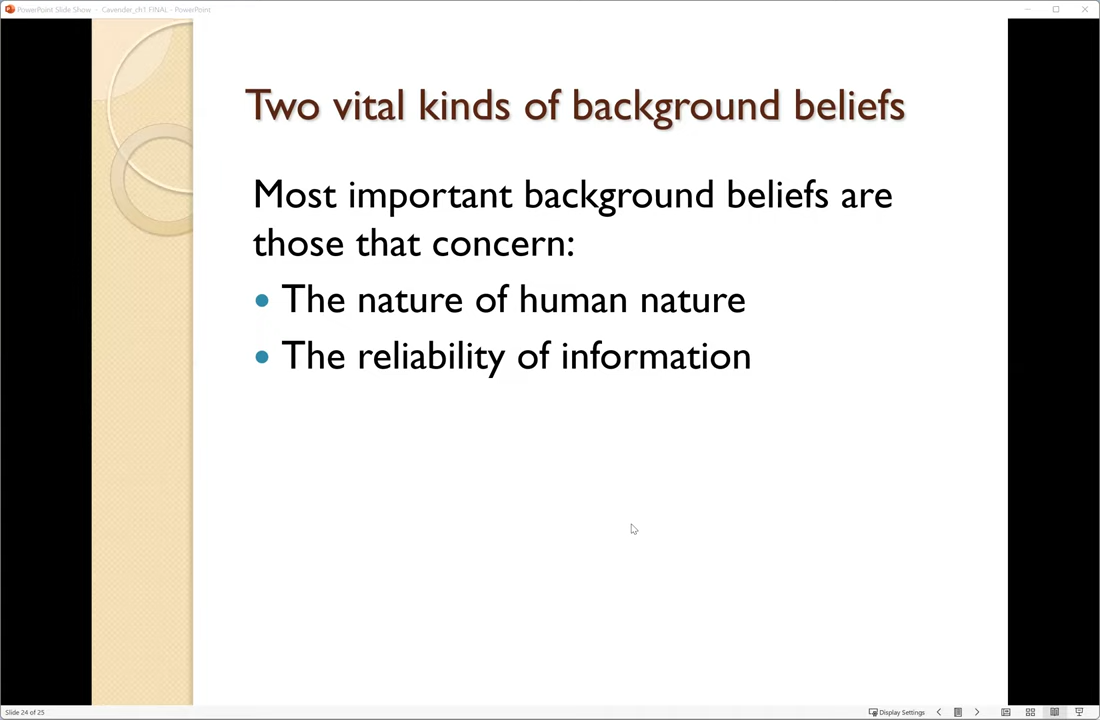 PowerPoint Slide Show - Cavender_ch1 FINAL - PowerPoint
Two vital kinds of background beliefs
Most important background beliefs are
those that concern:
• The nature of human nature
• The reliability of information
Slide 24 of 25
Display Settings